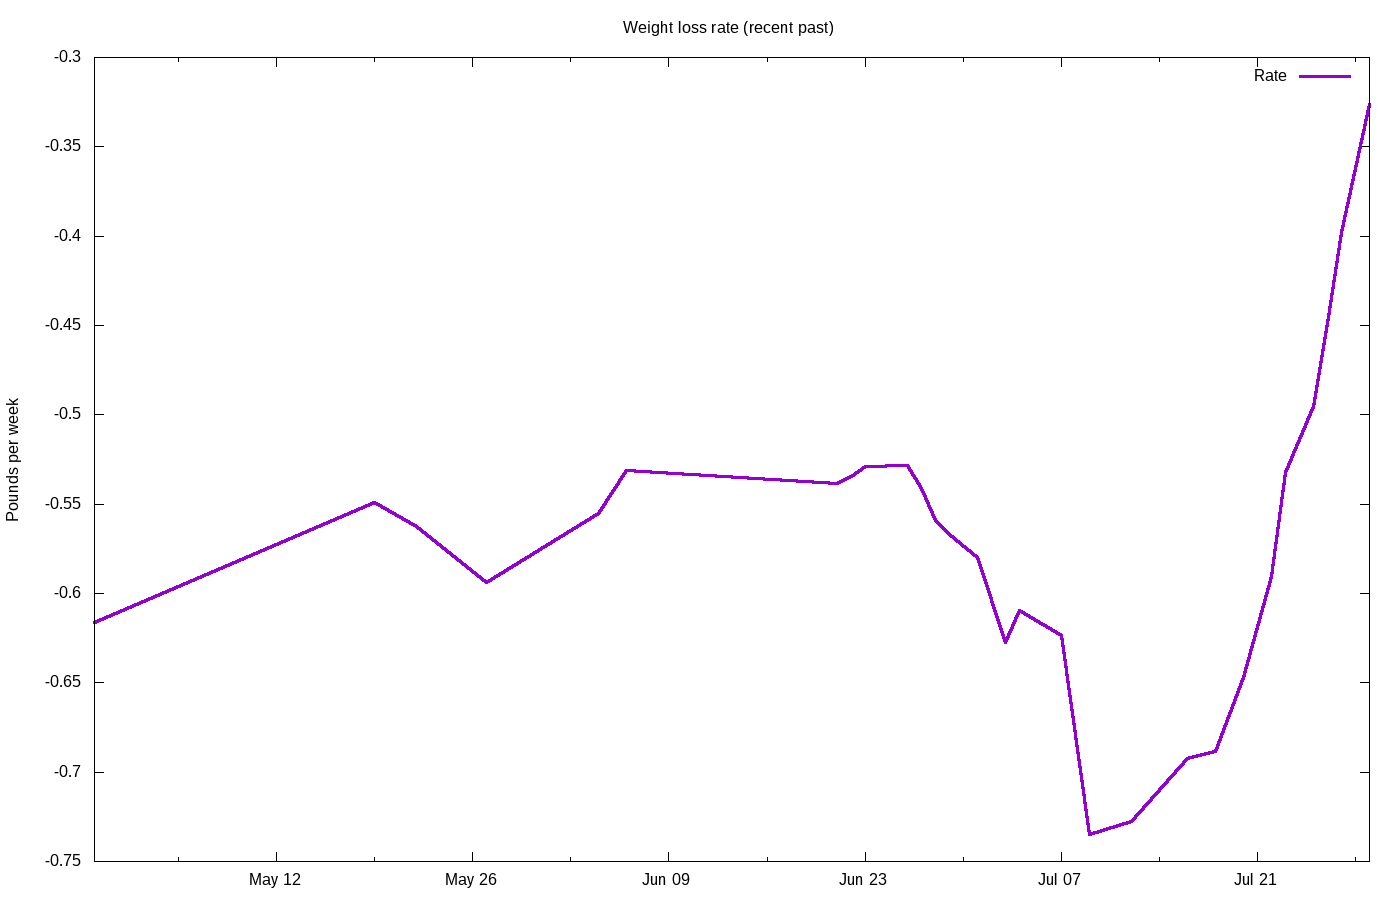 Weight loss rate (recent past)
Rate
-0.3
-0.35
-0.4
-0.45
-0.5
-0.55
-0.6
-0.65
-0.7
-0.75
Pounds per week
May 12
May 26
Jun 09
Jun 23
Jul 07
Jul 21